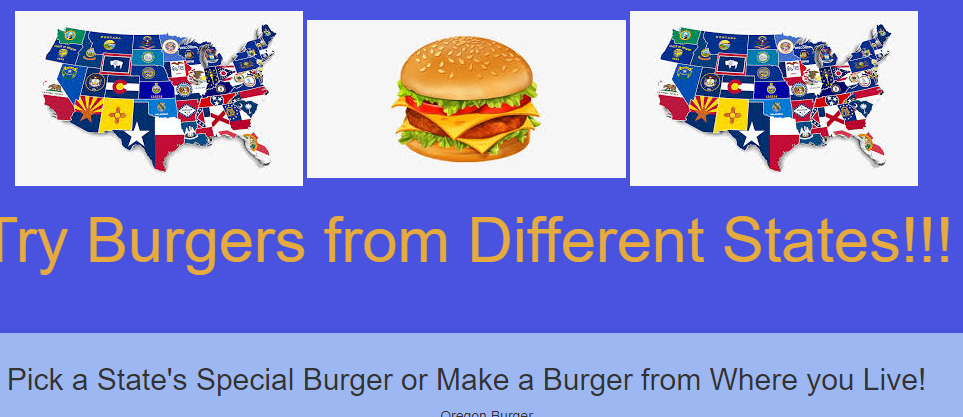 Try Burgers from Different States!!!
Pick a State's Special Burger or Make a Burger from Where you Live!
Oregon Burger